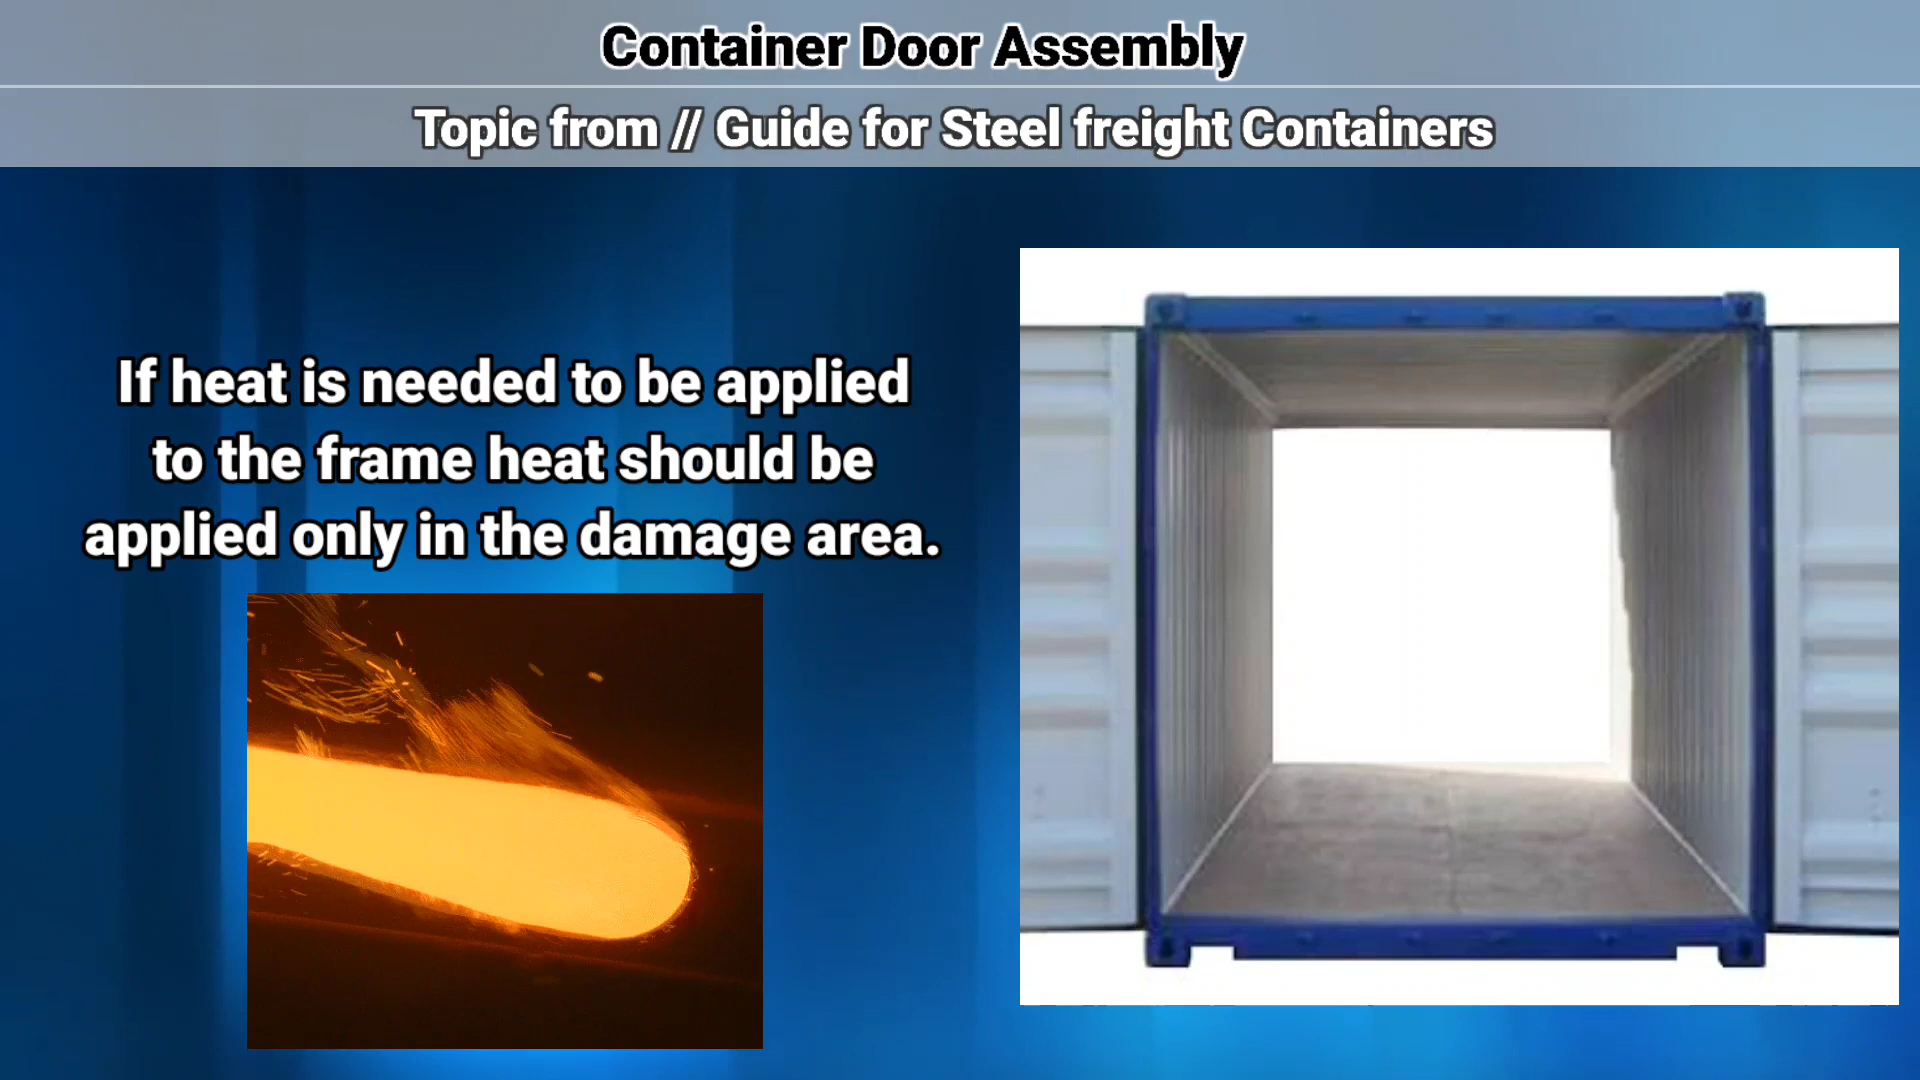 Container Door Assembly
Topic from // Guide for Steel freight Containers
If heat is needed to be applied
to the frame heat should be
applied only in the damage area.